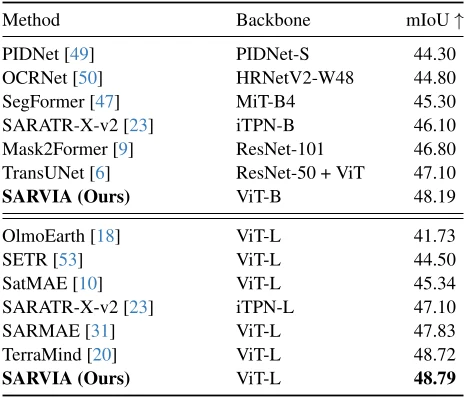 Method Backbone mIoU ↑
PIDNet [49] PIDNet-S 44.30
OCRNet [50] HRNetV2-W48 44.80
SegFormer [47] MiT-B4 45.30
SARATR-X-v2 [23] iTPN-B 46.10
Mask2Former [9] ResNet-101 46.80
TransUNet [6] ResNet-50 + ViT 47.10
SARVIA (Ours) ViT-B 48.19
OlmoEarth [18] ViT-L 41.73
SETR [53] ViT-L 44.50
SatMAE [10] ViT-L 45.34
SARATR-X-v2 [23] iTPN-L 47.10
SARMAE [31] ViT-L 47.83
TerraMind [20] ViT-L 48.72
SARVIA (Ours) ViT-L 48.79